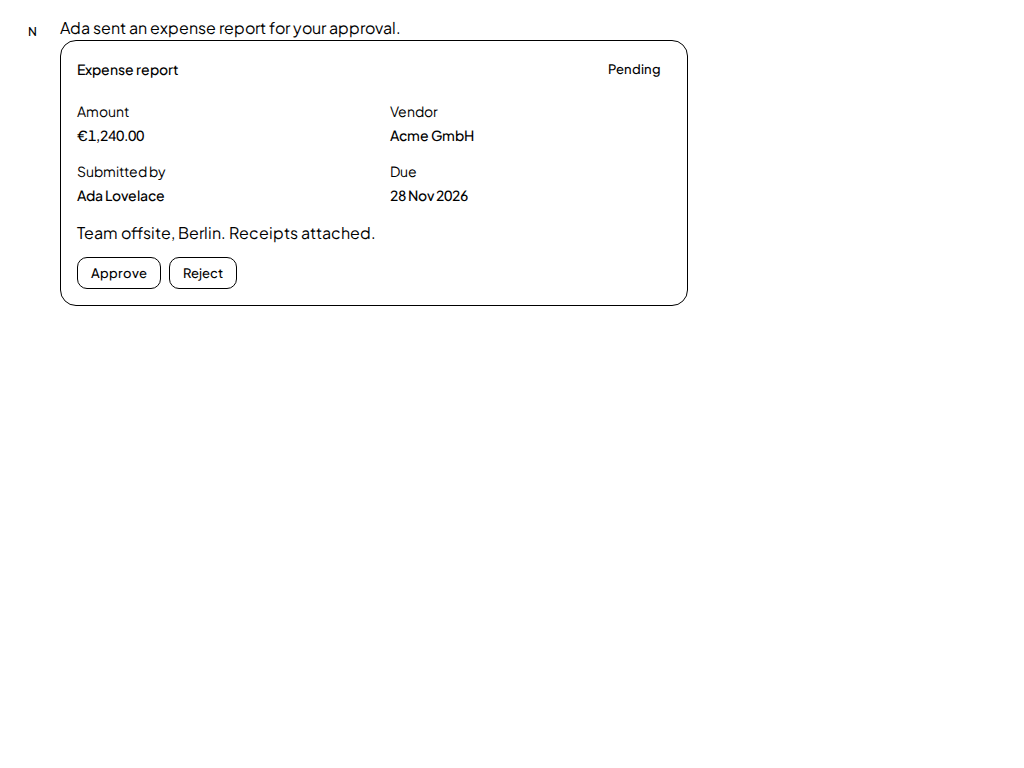 N
Ada sent an expense report for your approval.
Expense report
Pending
Amount
Vendor
€1,240.00
Acme GmbH
Submitted by
Due
Ada Lovelace
28 Nov 2026
Team offsite, Berlin. Receipts attached.
Approve
Reject